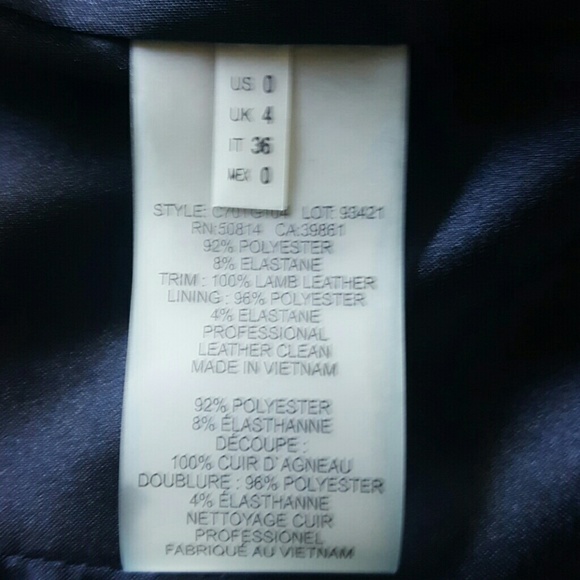 US 0
UK 4
IT 36
MEX 0
STYLE: LOT: 93421
RN:50814 CA:39861
92% POLYESTER
8% ELASTANE
TRIM : 100% LAMB LEATHER
LINING : 96% POLYESTER
4% ELASTANE
PROFESSIONAL
LEATHER CLEAN
MADE IN VIETNAM
92% POLYESTER
8% ÉLASTHANNE
DÉCOUPE :
100% CUIR D'AGNEAU
DOUBLURE : 96% POLYESTER
4% ÉLASTHANNE
NETTOYAGE CUIR
PROFESSIONEL
FABRIQUÉ AU VIETNAM